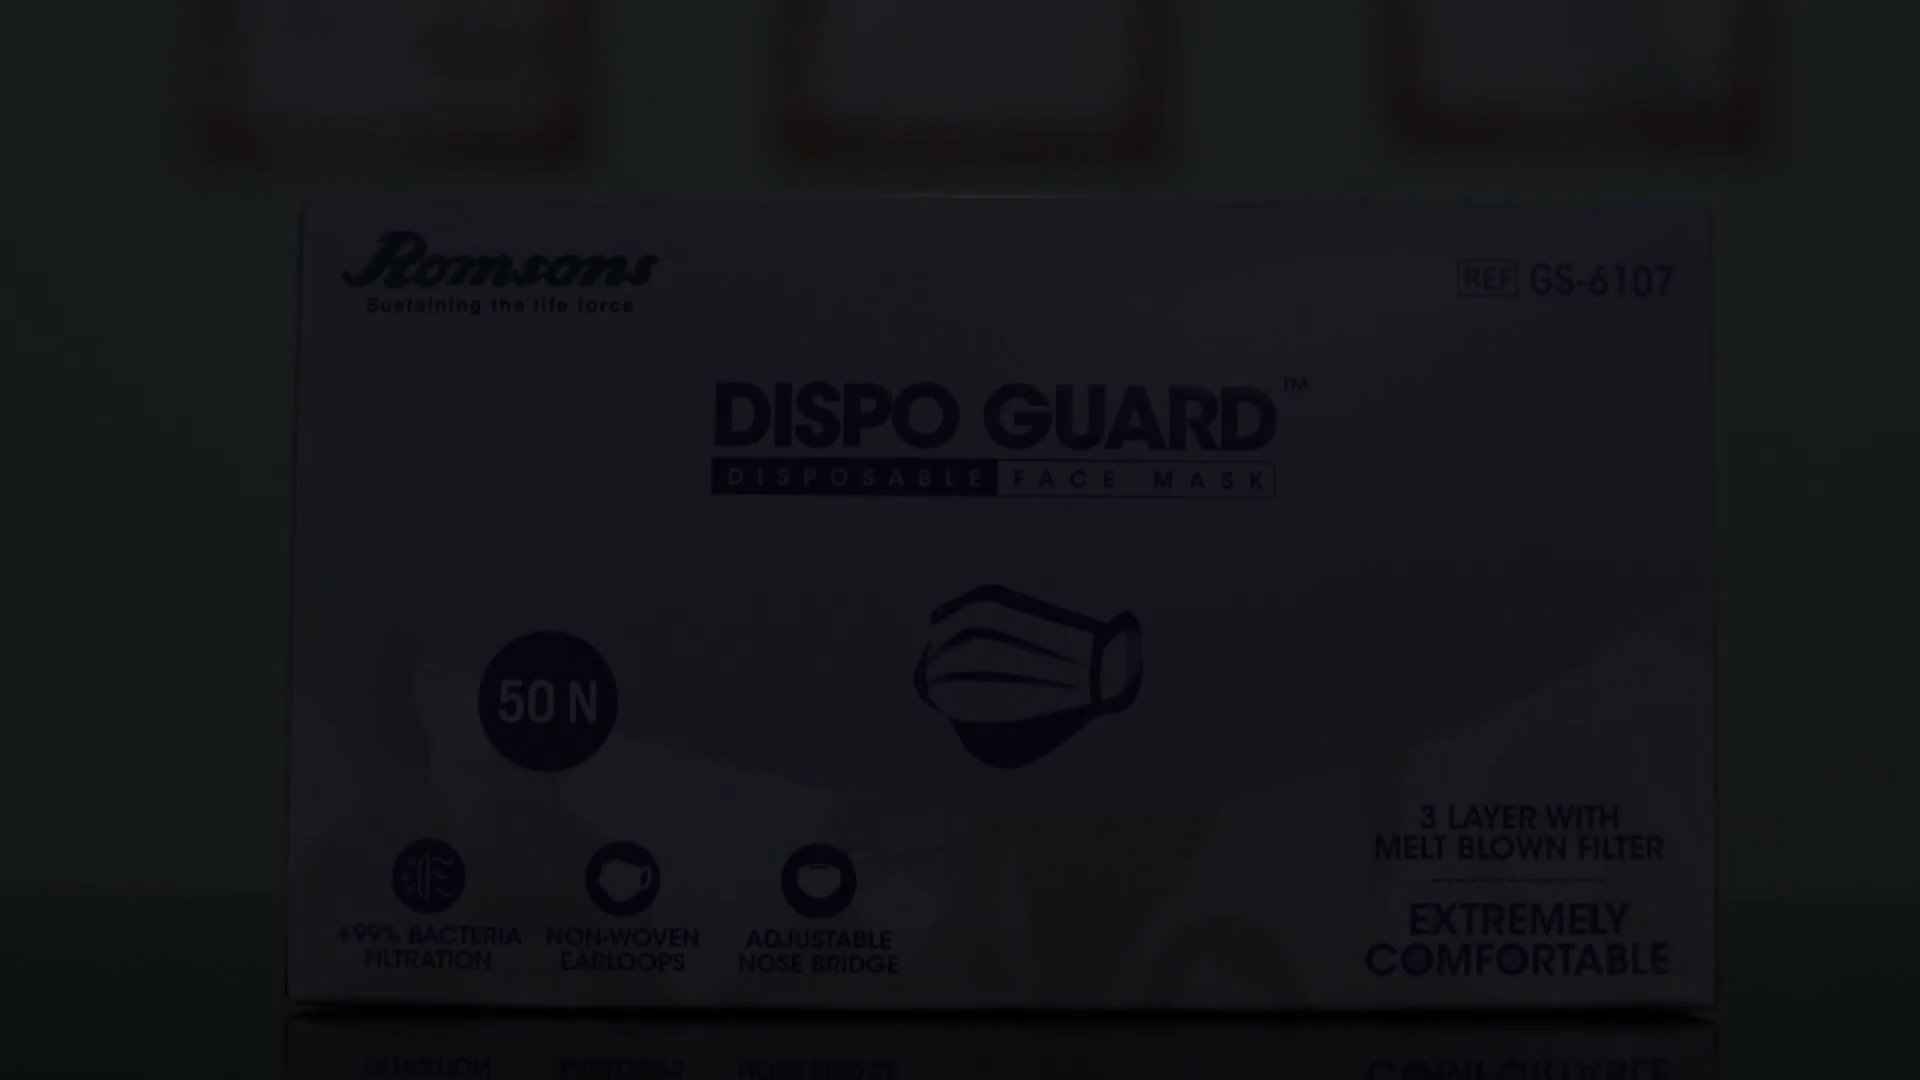 Romsons
Sustaining the life force
REF GS-6107
DISPO GUARD™
DISPOSABLE FACE MASK
50 N
+99% BACTERIA
FILTRATION
NON-WOVEN
EARLOOPS
ADJUSTABLE
NOSE BRIDGE
3 LAYER WITH
MELT BLOWN FILTER
EXTREMELY
COMFORTABLE